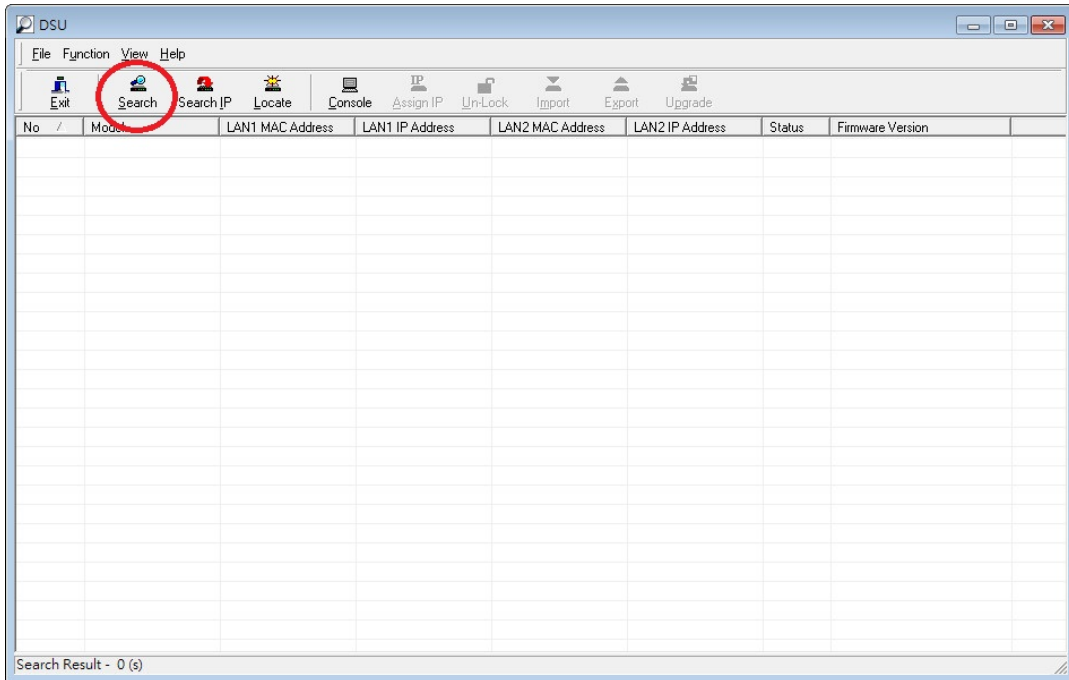 DSU
File Function View Help
Exit Search Search IP Locate Console Assign IP Un-Lock Import Export Upgrade
No / Model LAN1 MAC Address LAN1 IP Address LAN2 MAC Address LAN2 IP Address Status Firmware Version
Search Result - 0 (s)